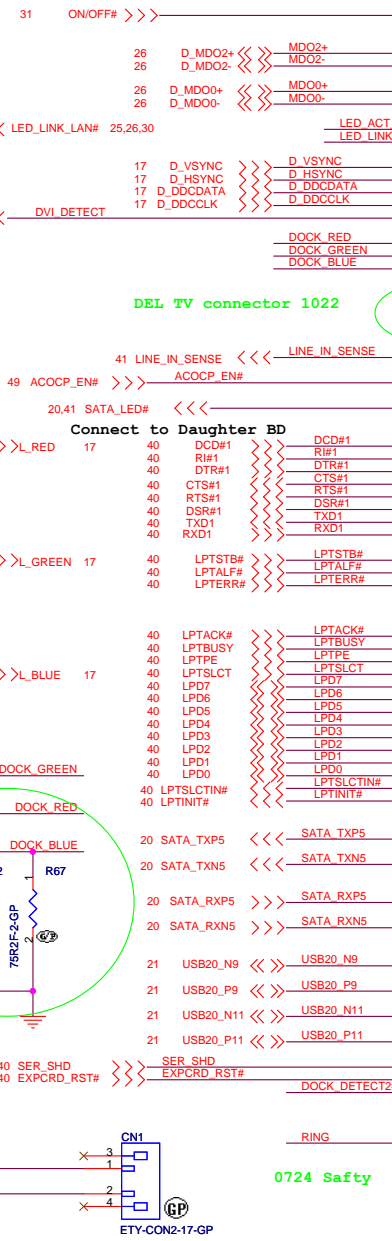 31 ON/OFF#
26 D_MDO2+ MDO2+
26 D_MDO2- MDO2-
26 D_MDO0+ MDO0+
26 D_MDO0- MDO0-
LED_LINK_LAN# 25,26,30
LED_ACT_
LED_LINK
17 D_VSYNC D_VSYNC
17 D_HSYNC D_HSYNC
17 D_DDCDATA D_DDCDATA
17 D_DDCCLK D_DDCCLK
DVI_DETECT
DOCK_RED
DOCK_GREEN
DOCK_BLUE
DEL TV connector 1022
41 LINE_IN_SENSE LINE_IN_SENSE
49 ACOCP_EN# ACOCP_EN#
20,41 SATA_LED#
Connect to Daughter BD
L_RED 17
40 DCD#1 DCD#1
40 RI#1 RI#1
40 DTR#1 DTR#1
40 CTS#1 CTS#1
40 RTS#1 RTS#1
40 DSR#1 DSR#1
40 TXD1 TXD1
40 RXD1 RXD1
L_GREEN 17
40 LPTSTB# LPTSTB#
40 LPTALF# LPTALF#
40 LPTERR# LPTERR#
40 LPTACK# LPTACK#
40 LPTBUSY LPTBUSY
40 LPTPE LPTPE
40 LPTSLCT LPTSLCT
L_BLUE 17
40 LPD7 LPD7
40 LPD6 LPD6
40 LPD5 LPD5
40 LPD4 LPD4
40 LPD3 LPD3
40 LPD2 LPD2
40 LPD1 LPD1
40 LPD0 LPD0
40 LPTSLCTIN# LPTSLCTIN#
40 LPTINIT# LPTINIT#
DOCK_GREEN
DOCK_RED
DOCK_BLUE
20 SATA_TXP5 SATA_TXP5
20 SATA_TXN5 SATA_TXN5
20 SATA_RXP5 SATA_RXP5
20 SATA_RXN5 SATA_RXN5
2 R67
1
75R2F-2-GP
2
G/P
21 USB20_N9 USB20_N9
21 USB20_P9 USB20_P9
21 USB20_N11 USB20_N11
21 USB20_P11 USB20_P11
40 SER_SHD SER_SHD
40 EXPCRD_RST# EXPCRD_RST#
DOCK_DETECT2
CN1
3
1
2
4
GP
ETY-CON2-17-GP
RING
0724 Safty